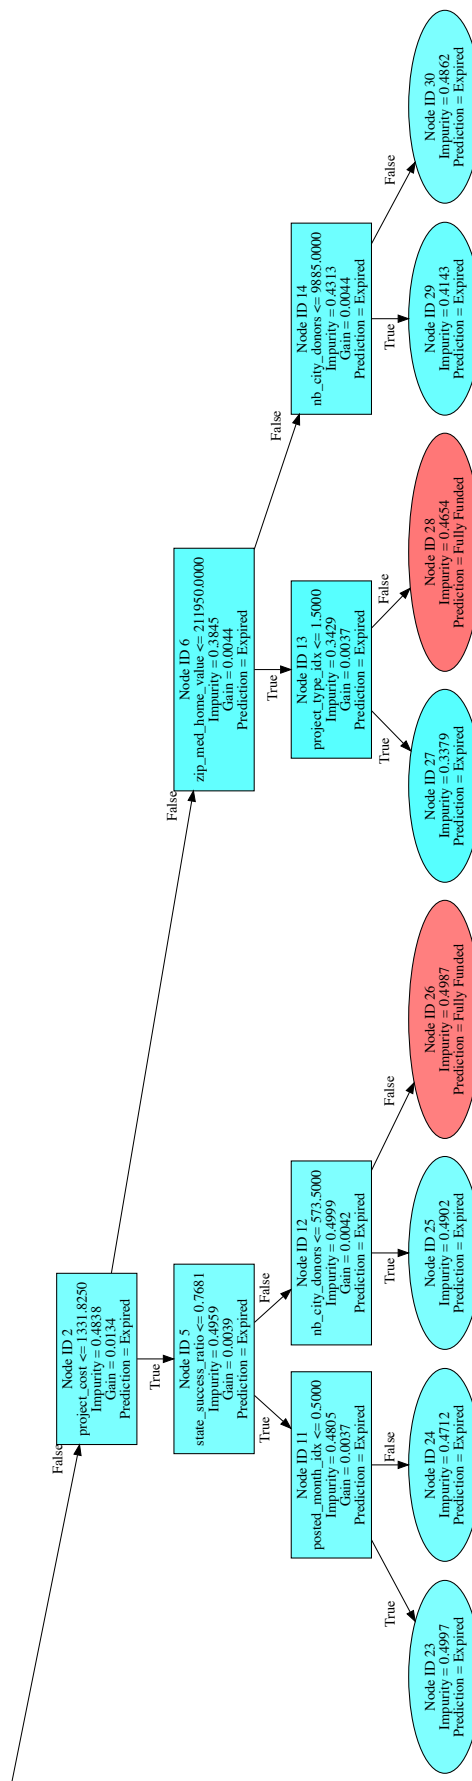 False
Node ID 2
project_cost <= 1331.8250
Impurity = 0.4838
Gain = 0.0134
Prediction = Expired
True
False
Node ID 5
state_success_ratio <= 0.7681
Impurity = 0.4959
Gain = 0.0039
Prediction = Expired
Node ID 6
zip_med_home_value <= 211950.0000
Impurity = 0.3845
Gain = 0.0044
Prediction = Expired
True
False
True
False
Node ID 11
posted_month_idx <= 0.5000
Impurity = 0.4805
Gain = 0.0037
Prediction = Expired
Node ID 12
nb_city_donors <= 573.5000
Impurity = 0.4999
Gain = 0.0042
Prediction = Expired
Node ID 13
project_type_idx <= 1.5000
Impurity = 0.3429
Gain = 0.0037
Prediction = Expired
Node ID 14
nb_city_donors <= 9885.0000
Impurity = 0.4313
Gain = 0.0044
Prediction = Expired
True
False
True
False
True
False
True
False
Node ID 23
Impurity = 0.4997
Prediction = Expired
Node ID 24
Impurity = 0.4712
Prediction = Expired
Node ID 25
Impurity = 0.4902
Prediction = Expired
Node ID 26
Impurity = 0.4987
Prediction = Fully Funded
Node ID 27
Impurity = 0.3379
Prediction = Expired
Node ID 28
Impurity = 0.4654
Prediction = Fully Funded
Node ID 29
Impurity = 0.4143
Prediction = Expired
Node ID 30
Impurity = 0.4862
Prediction = Expired